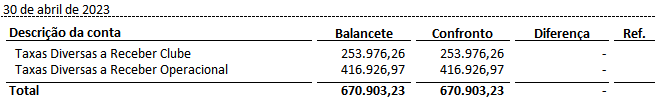 30 de abril de 2023
Descrição da conta Balancete Confronto Diferença Ref.
Taxas Diversas a Receber Clube 253.976,26 253.976,26 -
Taxas Diversas a Receber Operacional 416.926,97 416.926,97 -
Total 670.903,23 670.903,23 -